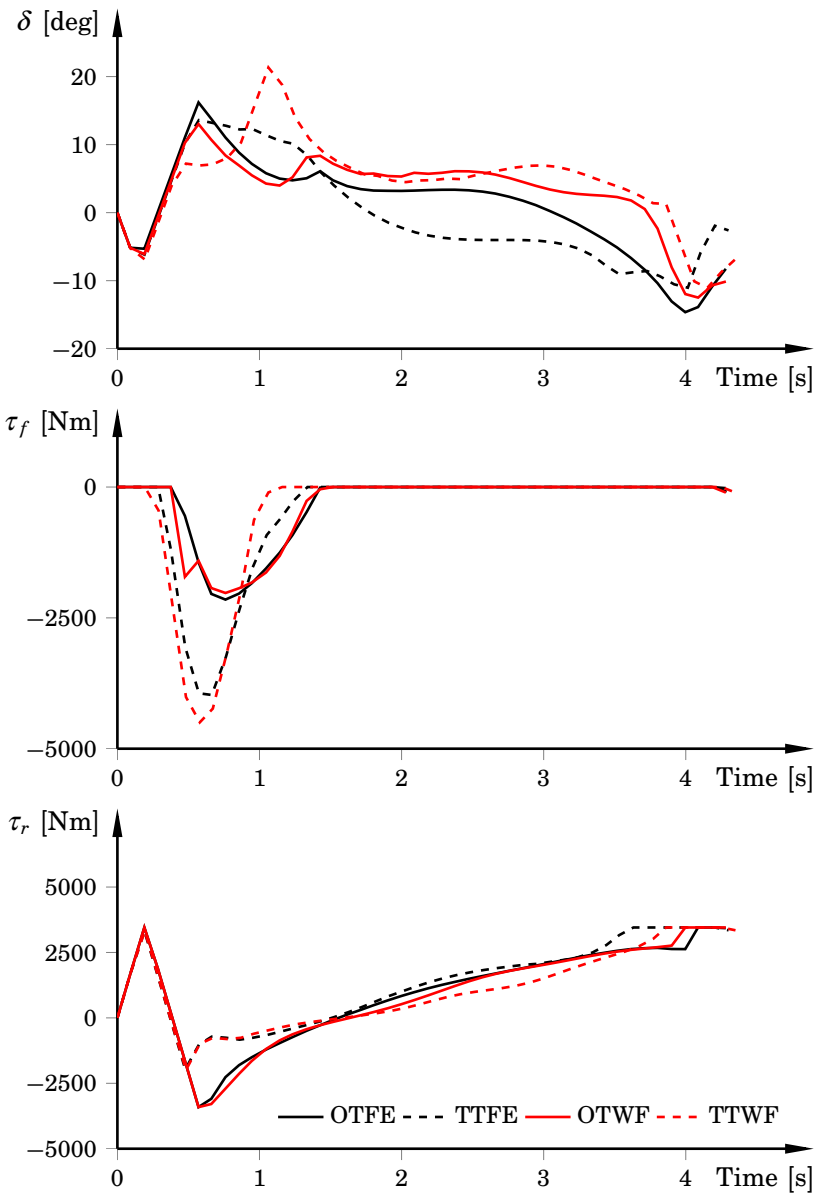 δ [deg]
20
10
0
−10
−20
0 1 2 3 4 Time [s]
τf [Nm]
0
−2500
−5000
0 1 2 3 4 Time [s]
τr [Nm]
5000
2500
0
−2500
OTFE TTFE OTWF TTWF
−5000
0 1 2 3 4 Time [s]